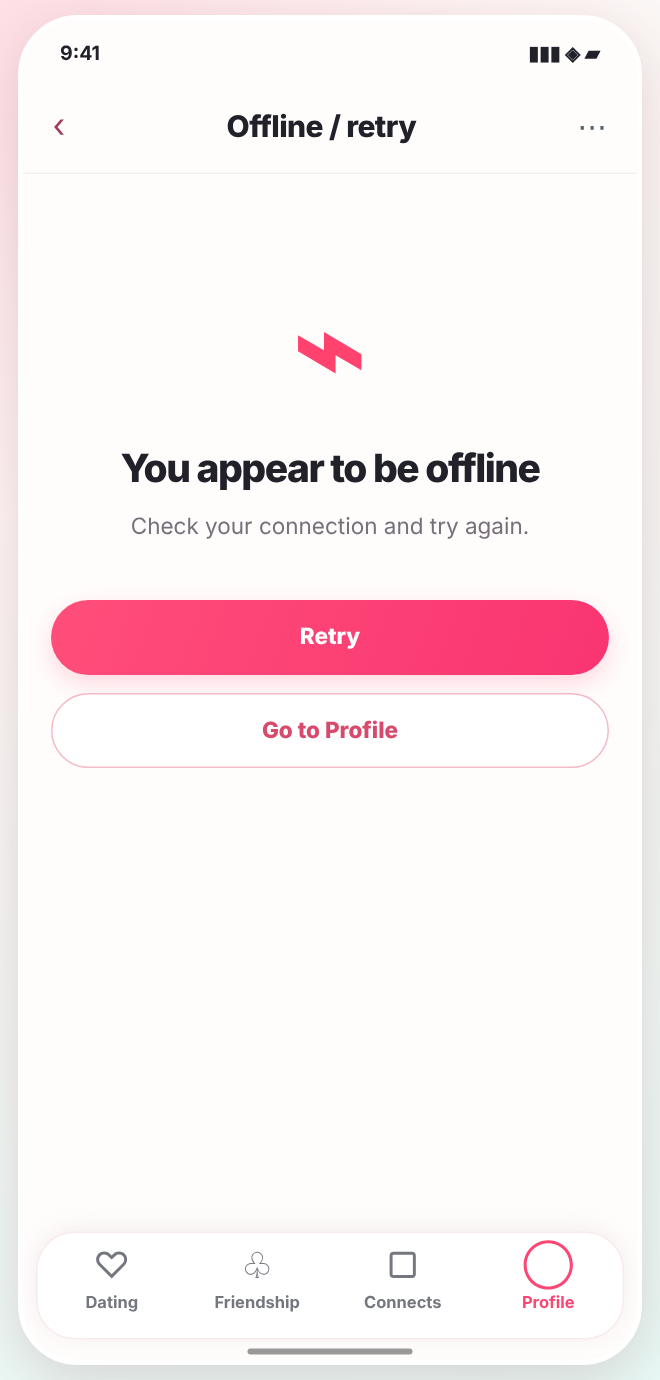 9:41
Offline / retry
You appear to be offline
Check your connection and try again.
Retry
Go to Profile
Dating
Friendship
Connects
Profile